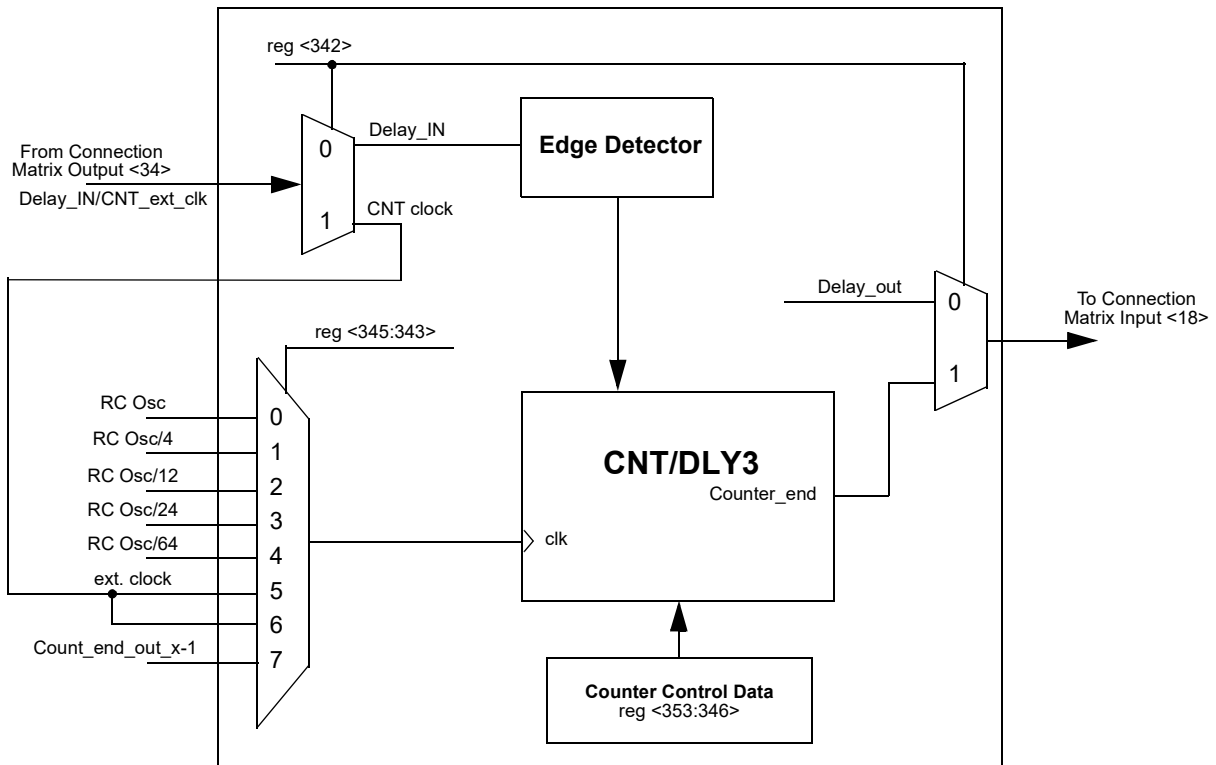 reg <342>
From Connection
Matrix Output <34>
Delay_IN/CNT_ext_clk
0
1
Delay_IN
CNT clock
Edge Detector
Delay_out
0
1
To Connection
Matrix Input <18>
reg <345:343>
RC Osc
RC Osc/4
RC Osc/12
RC Osc/24
RC Osc/64
ext. clock
Count_end_out_x-1
0
1
2
3
4
5
6
7
CNT/DLY3
Counter_end
clk
Counter Control Data
reg <353:346>